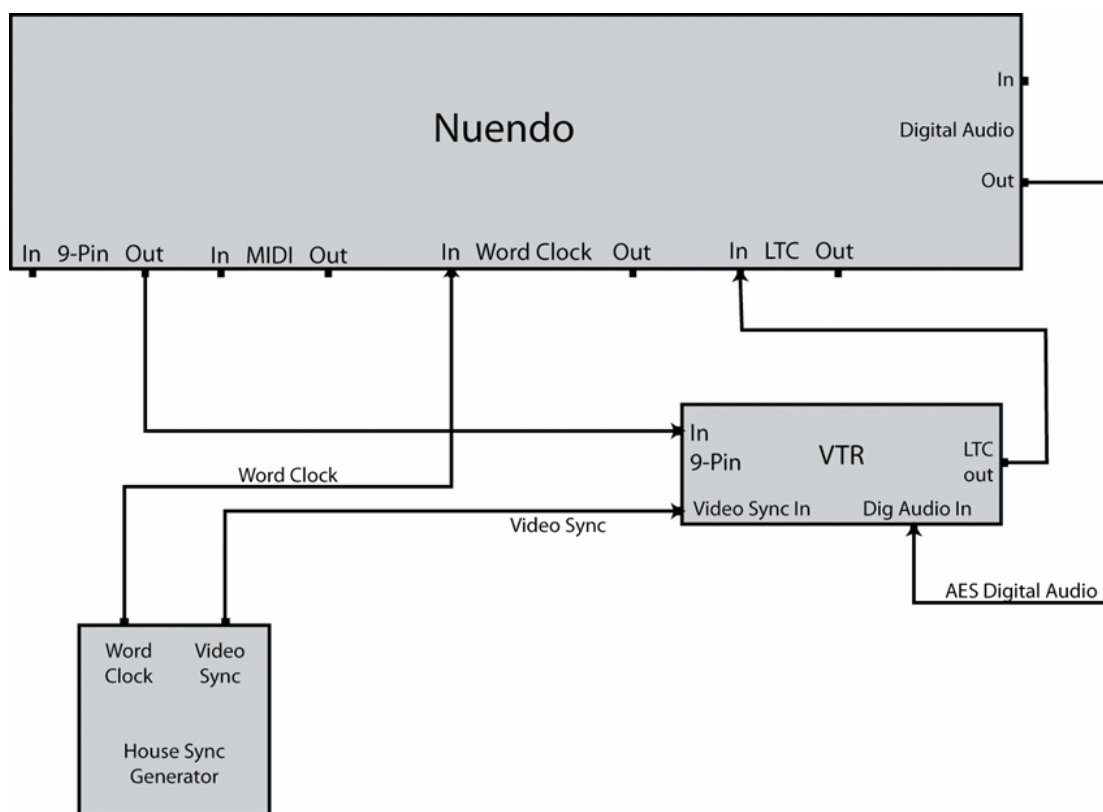 In
Nuendo
Digital Audio
Out
In 9-Pin Out In MIDI Out In Word Clock Out In LTC Out
In
9-Pin
VTR
LTC
out
Word Clock
Video Sync In Dig Audio In
Video Sync
AES Digital Audio
Word
Clock
Video
Sync
House Sync
Generator